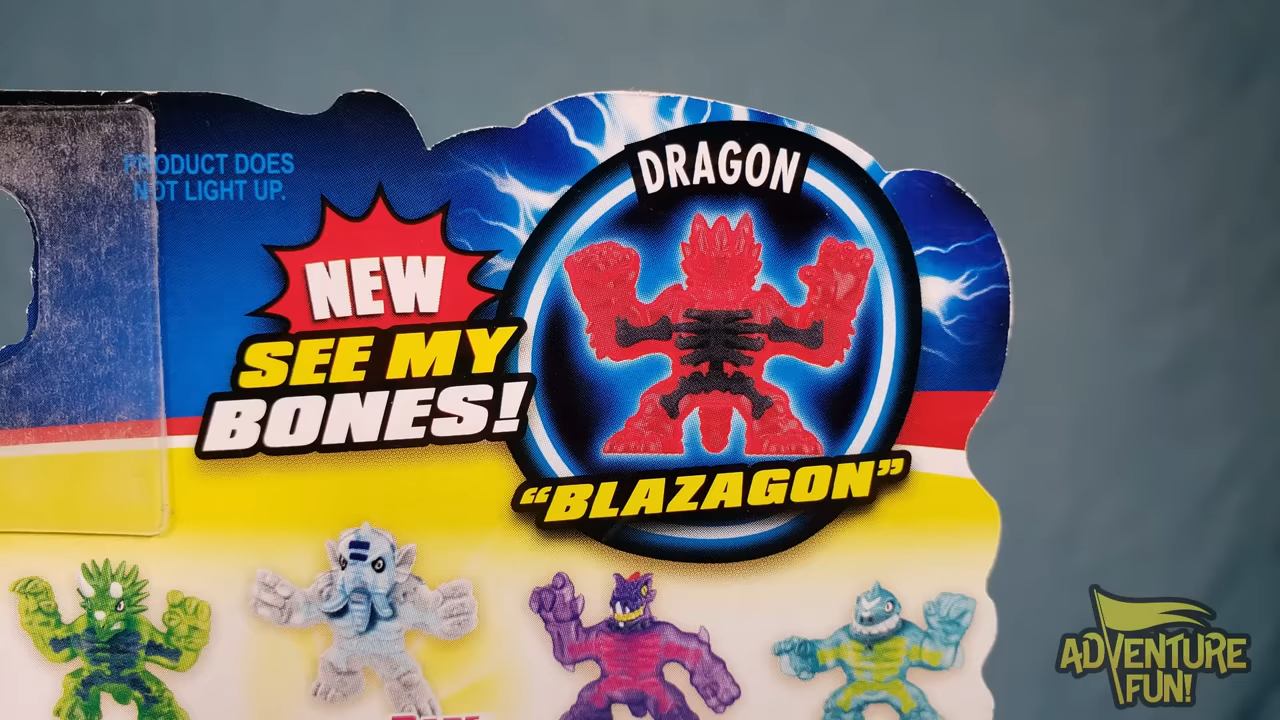 PRODUCT DOES
NOT LIGHT UP.
DRAGON
NEW
SEE MY
BONES!
"BLAZAGON"
ADVENTURE
FUN!